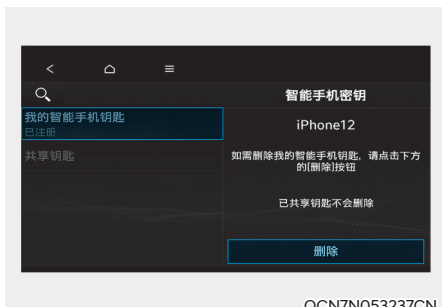 智能手机密钥
我的智能手机钥匙
已注册
共享钥匙
iPhone12
如需删除我的智能手机钥匙，请点击下方
的[删除]按钮
已共享钥匙不会删除
删除
OCN7N053237CN